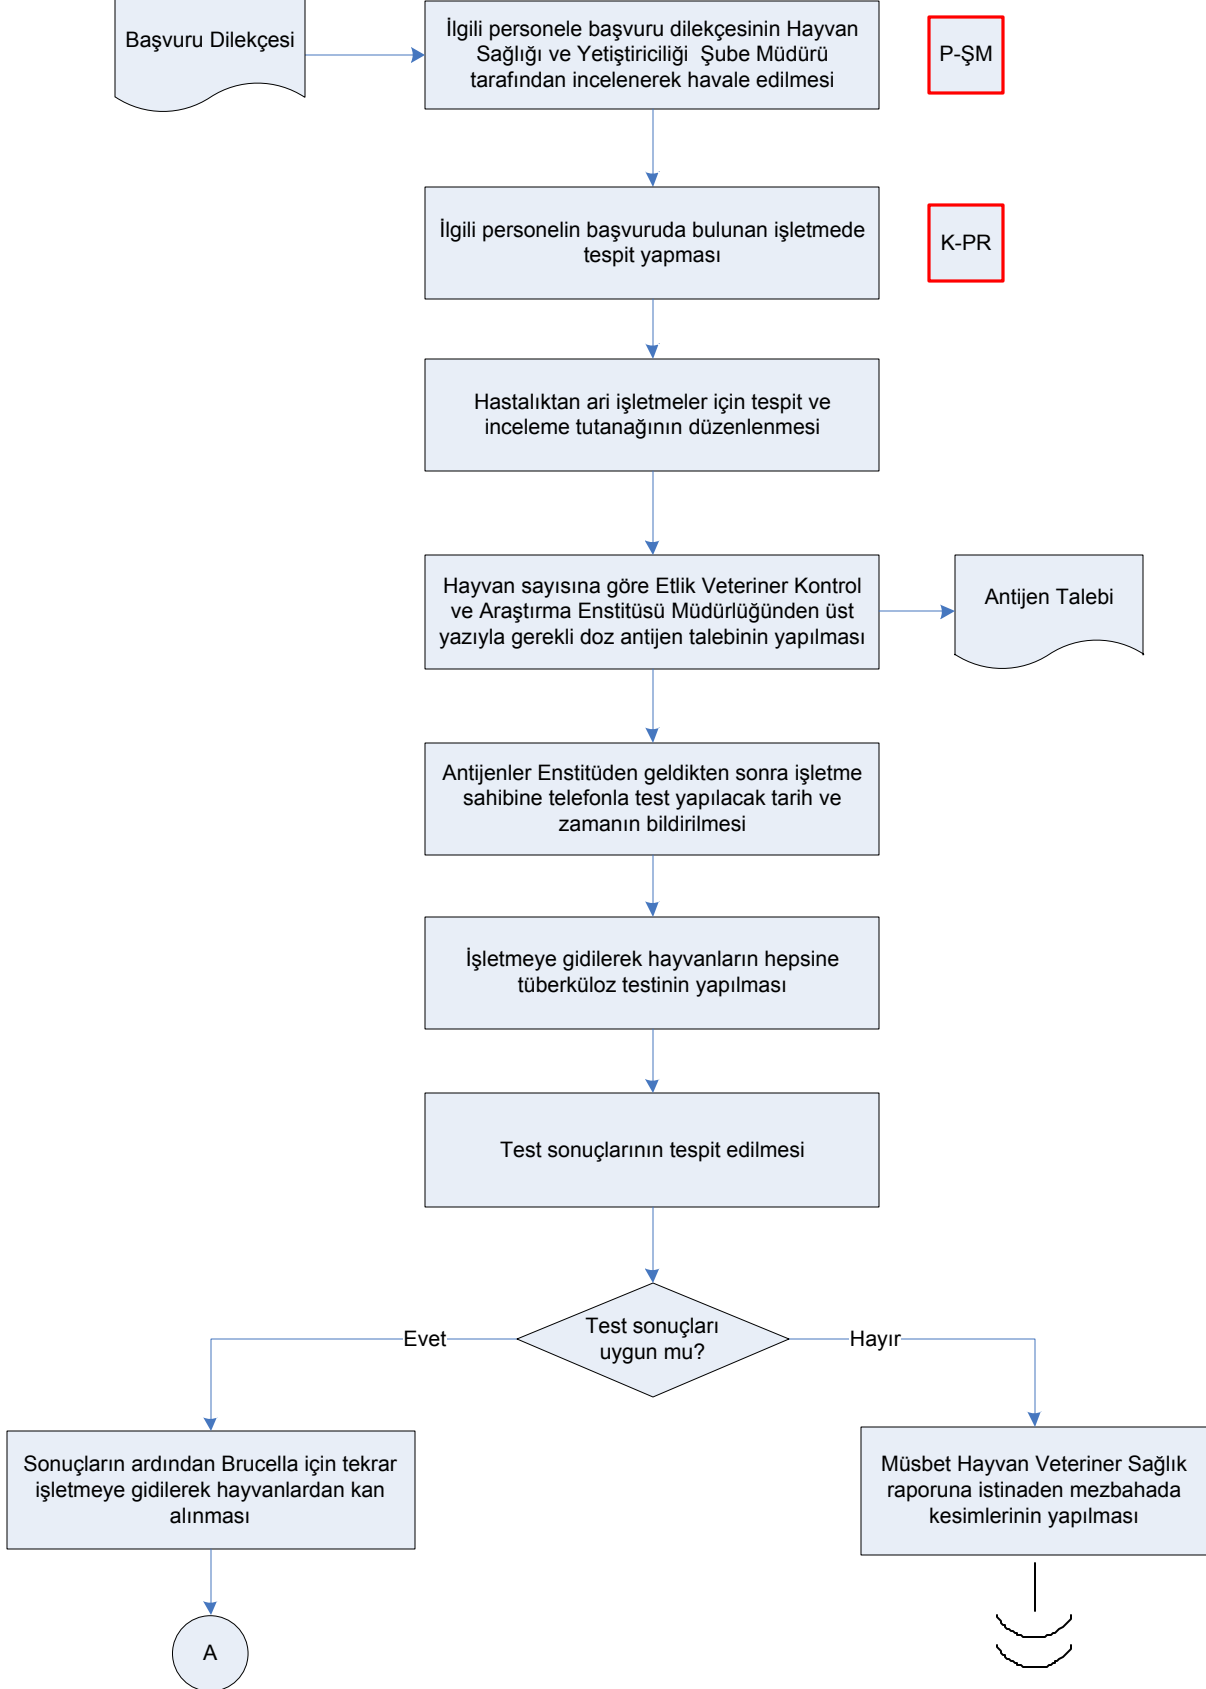 Başvuru Dilekçesi
İlgili personele başvuru dilekçesinin Hayvan
Sağlığı ve Yetiştiriciliği  Şube Müdürü
tarafından incelenerek havale edilmesi
P-ŞM
İlgili personelin başvuruda bulunan işletmede
tespit yapması
K-PR
Hastalıktan ari işletmeler için tespit ve
inceleme tutanağının düzenlenmesi
Hayvan sayısına göre Etlik Veteriner Kontrol
ve Araştırma Enstitüsü Müdürlüğünden üst
yazıyla gerekli doz antijen talebinin yapılması
Antijen Talebi
Antijenler Enstitüden geldikten sonra işletme
sahibine telefonla test yapılacak tarih ve
zamanın bildirilmesi
İşletmeye gidilerek hayvanların hepsine
tüberküloz testinin yapılması
Test sonuçlarının tespit edilmesi
Test sonuçları
uygun mu?
Evet
Hayır
Sonuçların ardından Brucella için tekrar
işletmeye gidilerek hayvanlardan kan
alınması
Müsbet Hayvan Veteriner Sağlık
raporuna istinaden mezbahada
kesimlerinin yapılması
A